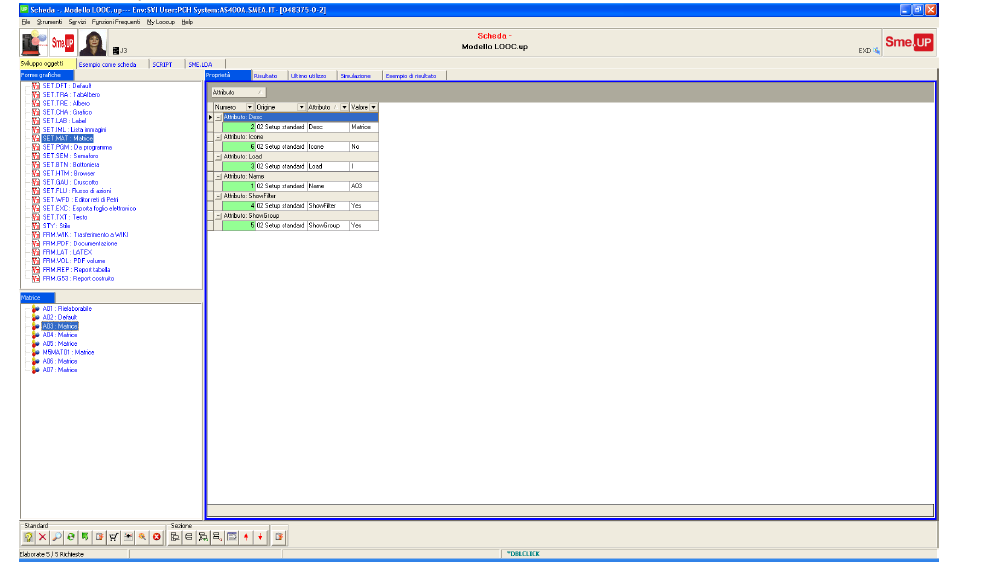 Scheda -. Modello LOOC.up--- Env:SVI User:PCH System:AS400A.SMEA.IT- [048375-0-Z]
File Strumenti Servizi Funzioni Frequenti My Looc.up Help
Sme.UP
J3
Scheda -
Modello LOOC.up
EXD
Sme.UP
Sviluppo oggetti Esempio come scheda SCRIPT SME.LOA
Forme grafiche
SET.DFT : Default
SET.TRA : TabAlbero
SET.TRE : Albero
SET.CHA : Grafico
SET.LAB : Label
SET.IML : Lista immagini
SET.MAT : Matrice
SET.PGM : Da programma
SET.SEM : Semaforo
SET.BTN : Bottoniera
SET.HTM : Browser
SET.GAU : Cruscotto
SET.FLU : Flusso di azioni
SET.WFD : Editor reti di Petri
SET.EXC : Esporta foglio elettronico
SET.TXT : Testo
STY : Stile
FRM.WIK : Trasferimento a WIKI
FRM.PDF : Documentazione
FRM.LAT : LATEX
FRM.VOL : PDF volume
FRM.REP : Report tabella
FRM.G53 : Report costruito
Matrice
A01 : Rielaborabile
A02 : Default
A03 : Matrice
A04 : Matrice
A05 : Matrice
M5MAT01 : Matrice
A06 : Matrice
A07 : Matrice
Proprietà Risultato Ultimo utilizzo Simulazione Esempio di risultato
Attributo
Numero Origine Attributo Valore
Attributo: Desc
2 02 Setup standard Desc Matrice
Attributo: Icone
6 02 Setup standard Icone No
Attributo: Load
3 02 Setup standard Load I
Attributo: Name
1 02 Setup standard Name A03
Attributo: ShowFilter
4 02 Setup standard ShowFilter Yes
Attributo: ShowGroup
5 02 Setup standard ShowGroup Yes
Standard Sezione
Elaborate 5 / 5 Richieste
*DBLCLICK